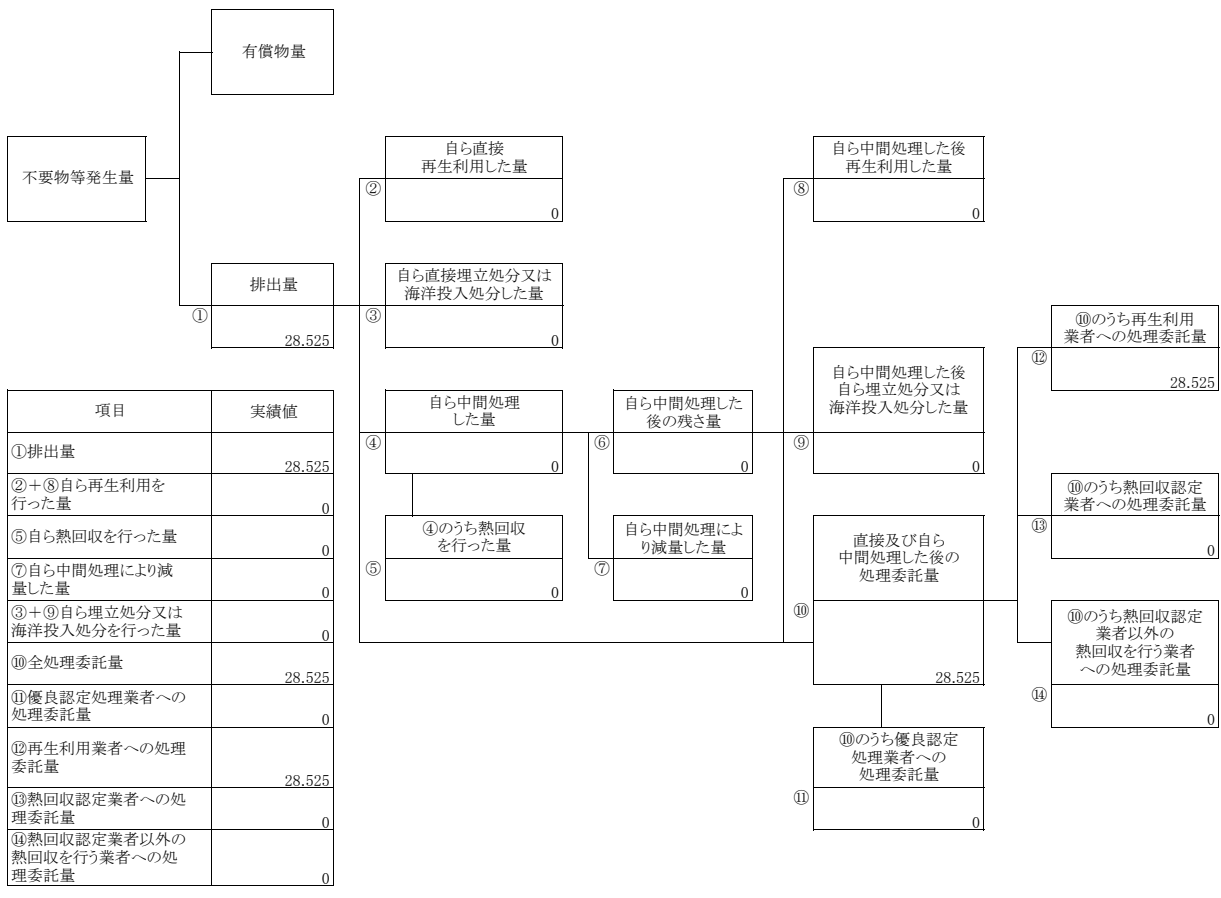 有償物量
不要物等発生量
排出量
①
28.525
自ら直接
再生利用した量
②
0
自ら直接埋立処分又は
海洋投入処分した量
③
0
自ら中間処理
した量
④
0
④のうち熱回収
を行った量
⑤
0
自ら中間処理した
後の残さ量
⑥
0
自ら中間処理によ
り減量した量
⑦
0
自ら中間処理した後
再生利用した量
⑧
0
自ら中間処理した後
自ら埋立処分又は
海洋投入処分した量
⑨
0
直接及び自ら
中間処理した後の
処理委託量
⑩
28.525
⑩のうち優良認定
処理業者への
処理委託量
⑪
0
⑩のうち再生利用
業者への処理委託量
⑫
28.525
⑩のうち熱回収認定
業者への処理委託量
⑬
0
⑩のうち熱回収認定
業者以外の
熱回収を行う業者
への処理委託量
⑭
0
項目 実績値
①排出量
28.525
②+⑧自ら再生利用を
行った量
0
⑤自ら熱回収を行った量
0
⑦自ら中間処理により減
量した量
0
③+⑨自ら埋立処分又は
海洋投入処分を行った量
0
⑩全処理委託量
28.525
⑪優良認定処理業者への
処理委託量
0
⑫再生利用業者への処理
委託量
28.525
⑬熱回収認定業者への処
理委託量
0
⑭熱回収認定業者以外の
熱回収を行う業者への処
理委託量
0